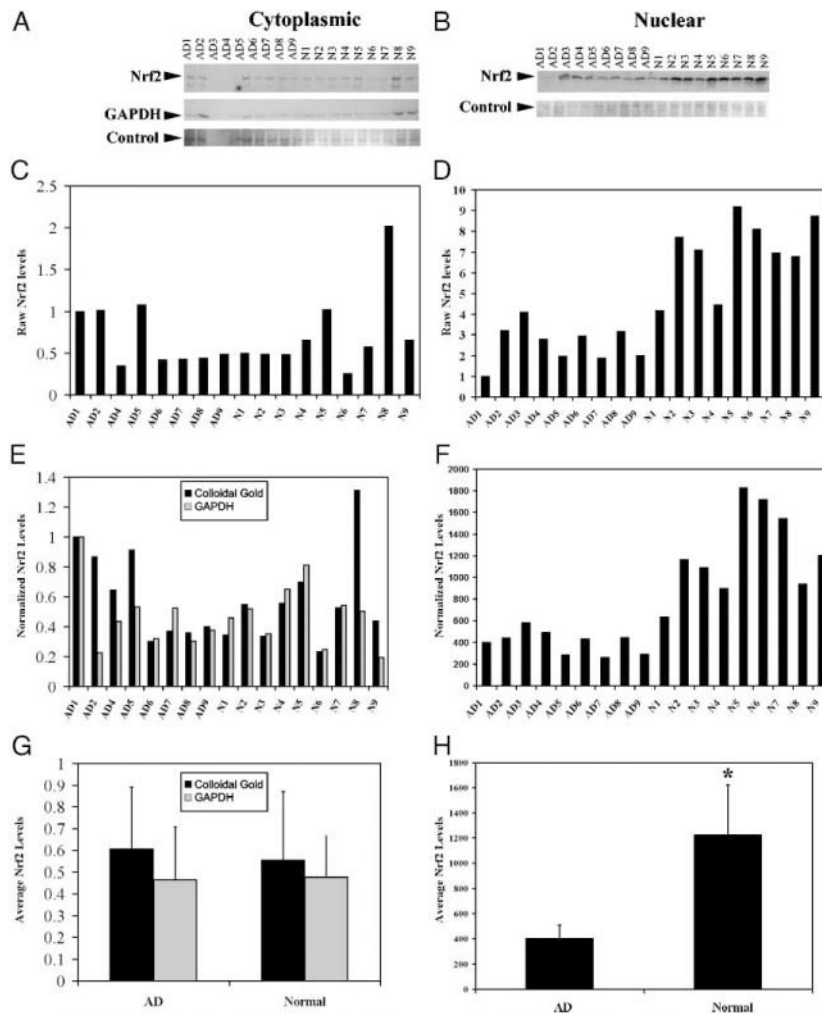 A Cytoplasmic
AD1 AD2 AD3 AD4 AD5 AD6 AD7 AD8 AD9 N1 N2 N3 N4 N5 N6 N7 N8 N9
Nrf2
GAPDH
Control
B Nuclear
AD1 AD2 AD3 AD4 AD5 AD6 AD7 AD8 AD9 N1 N2 N3 N4 N5 N6 N7 N8 N9
Nrf2
Control
C
Raw Nrf2 levels
2.5
2
1.5
1
0.5
0
AD1 AD2 AD4 AD5 AD6 AD7 AD8 AD9 N1 N2 N3 N4 N5 N6 N7 N8 N9
D
Raw Nrf2 levels
10
9
8
7
6
5
4
3
2
1
0
AD1 AD2 AD3 AD4 AD5 AD6 AD7 AD8 AD9 N1 N2 N3 N4 N5 N6 N7 N8 N9
E
Normalized Nrf2 Levels
1.4
1.2
1
0.8
0.6
0.4
0.2
0
Colloidal Gold
GAPDH
AD1 AD2 AD4 AD5 AD6 AD7 AD8 AD9 N1 N2 N3 N4 N5 N6 N7 N8 N9
F
Normalized Nrf2 Levels
2000
1800
1600
1400
1200
1000
800
600
400
200
0
AD1 AD2 AD3 AD4 AD5 AD6 AD7 AD8 AD9 N1 N2 N3 N4 N5 N6 N7 N8 N9
G
Average Nrf2 Levels
1
0.9
0.8
0.7
0.6
0.5
0.4
0.3
0.2
0.1
0
Colloidal Gold
GAPDH
AD Normal
H
Average Nrf2 Levels
1800
1600
1400
1200
1000
800
600
400
200
0
*
AD Normal